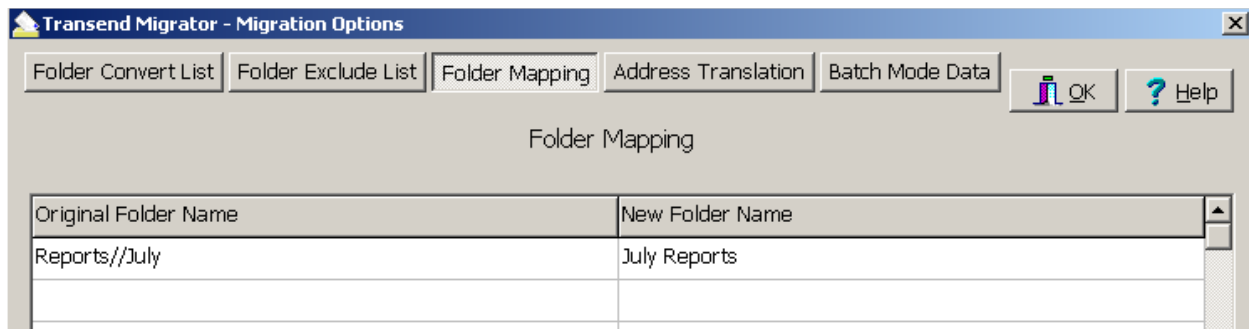 Transend Migrator - Migration Options
Folder Convert List Folder Exclude List Folder Mapping Address Translation Batch Mode Data OK Help
Folder Mapping
Original Folder Name New Folder Name
Reports//July July Reports